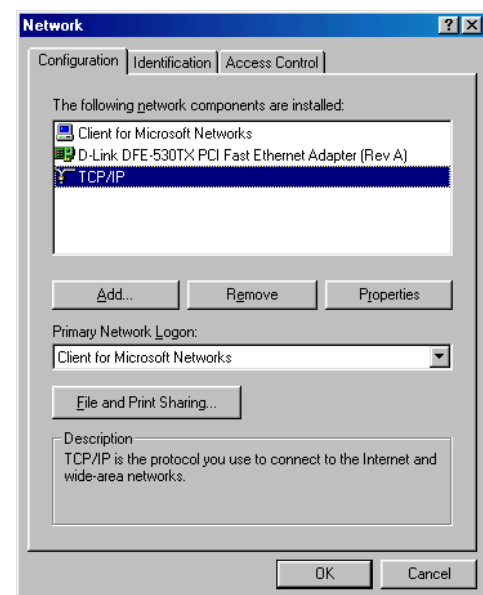 Network
Configuration Identification Access Control
The following network components are installed:
Client for Microsoft Networks
D-Link DFE-530TX PCI Fast Ethernet Adapter (Rev A)
TCP/IP
Add... Remove Properties
Primary Network Logon:
Client for Microsoft Networks
File and Print Sharing...
Description
TCP/IP is the protocol you use to connect to the Internet and
wide-area networks.
OK Cancel